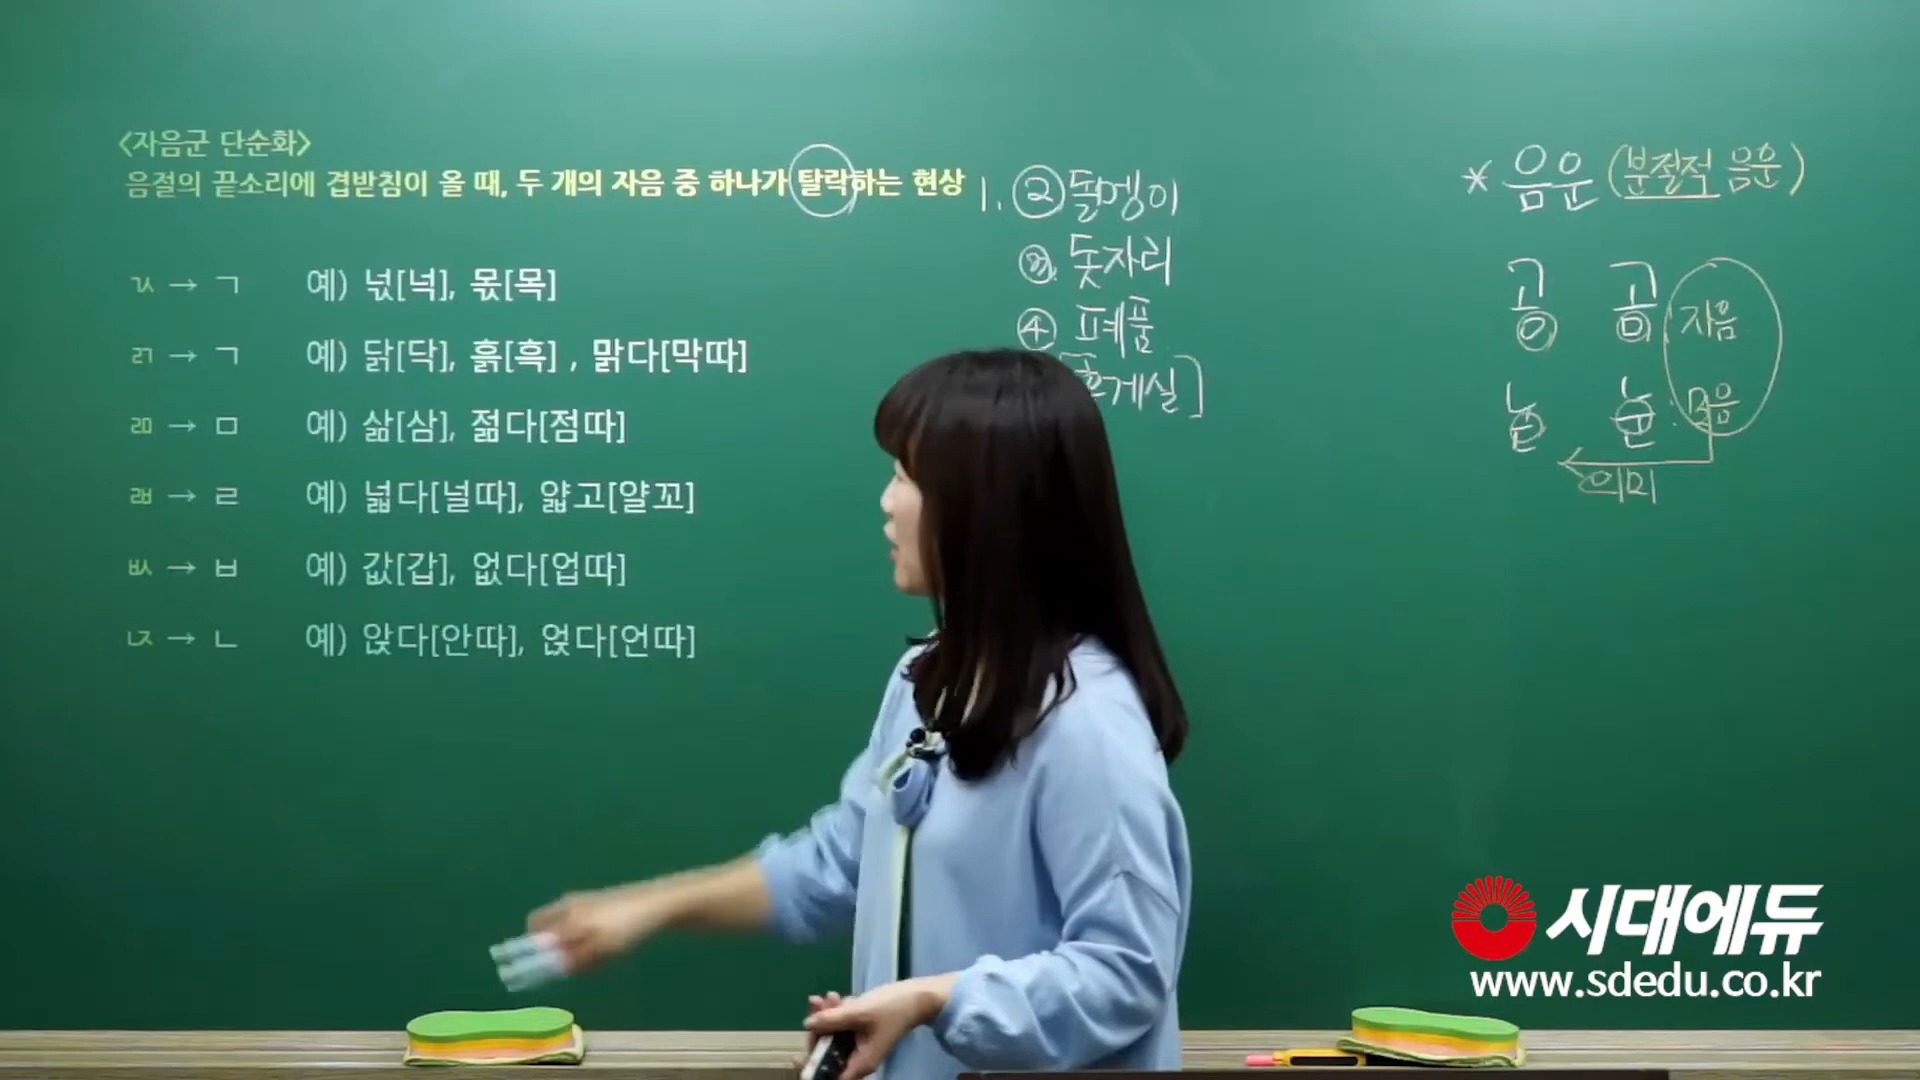 <자음군 단순화>
음절의 끝소리에 겹받침이 올 때, 두 개의 자음 중 하나가 탈락하는 현상
ㄳ → ㄱ 예) 넋[넉], 몫[목]
ㄺ → ㄱ 예) 닭[닥], 흙[흑] , 맑다[막따]
ㄻ → ㅁ 예) 삶[삼], 젊다[점따]
ㄼ → ㄹ 예) 넓다[널따], 얇고[얄꼬]
ㅄ → ㅂ 예) 값[갑], 없다[업따]
ㄵ → ㄴ 예) 앉다[안따], 얹다[언따]
1. ② 돌멩이
③ 돗자리
④ 폐품
게실]
* 음운 (분절적 음운)
공 곰 자음
눈 모음
의미
시대에듀
www.sdedu.co.kr